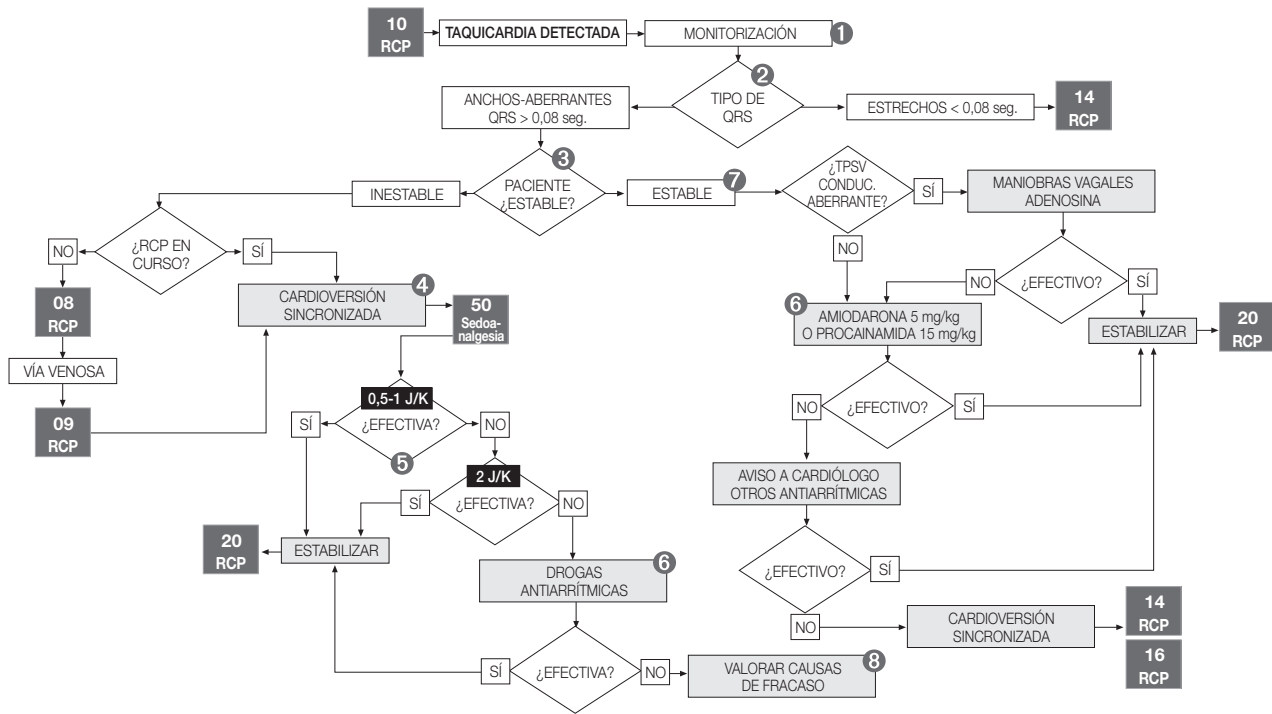 10
RCP
TAQUICARDIA DETECTADA
MONITORIZACIÓN
1
2
TIPO DE
QRS
ANCHOS-ABERRANTES
QRS > 0,08 seg.
ESTRECHOS < 0,08 seg.
14
RCP
3
PACIENTE
¿ESTABLE?
INESTABLE
ESTABLE
7
¿TPSV
CONDUC.
ABERRANTE?
SÍ
MANIOBRAS VAGALES
ADENOSINA
NO
¿RCP EN
CURSO?
SÍ
NO
NO
¿EFECTIVO?
SÍ
08
RCP
CARDIOVERSIÓN
SINCRONIZADA
4
50
Sedoa-
nalgesia
6
AMIODARONA 5 mg/kg
O PROCAINAMIDA 15 mg/kg
ESTABILIZAR
20
RCP
VÍA VENOSA
09
RCP
0,5-1 J/K
¿EFECTIVA?
SÍ
NO
5
NO
¿EFECTIVO?
SÍ
2 J/K
¿EFECTIVA?
SÍ
NO
AVISO A CARDIÓLOGO
OTROS ANTIARRÍTMICAS
20
RCP
ESTABILIZAR
DROGAS
ANTIARRÍTMICAS
6
¿EFECTIVO?
SÍ
NO
CARDIOVERSIÓN
SINCRONIZADA
14
RCP
16
RCP
SÍ
¿EFECTIVA?
NO
VALORAR CAUSAS
DE FRACASO
8